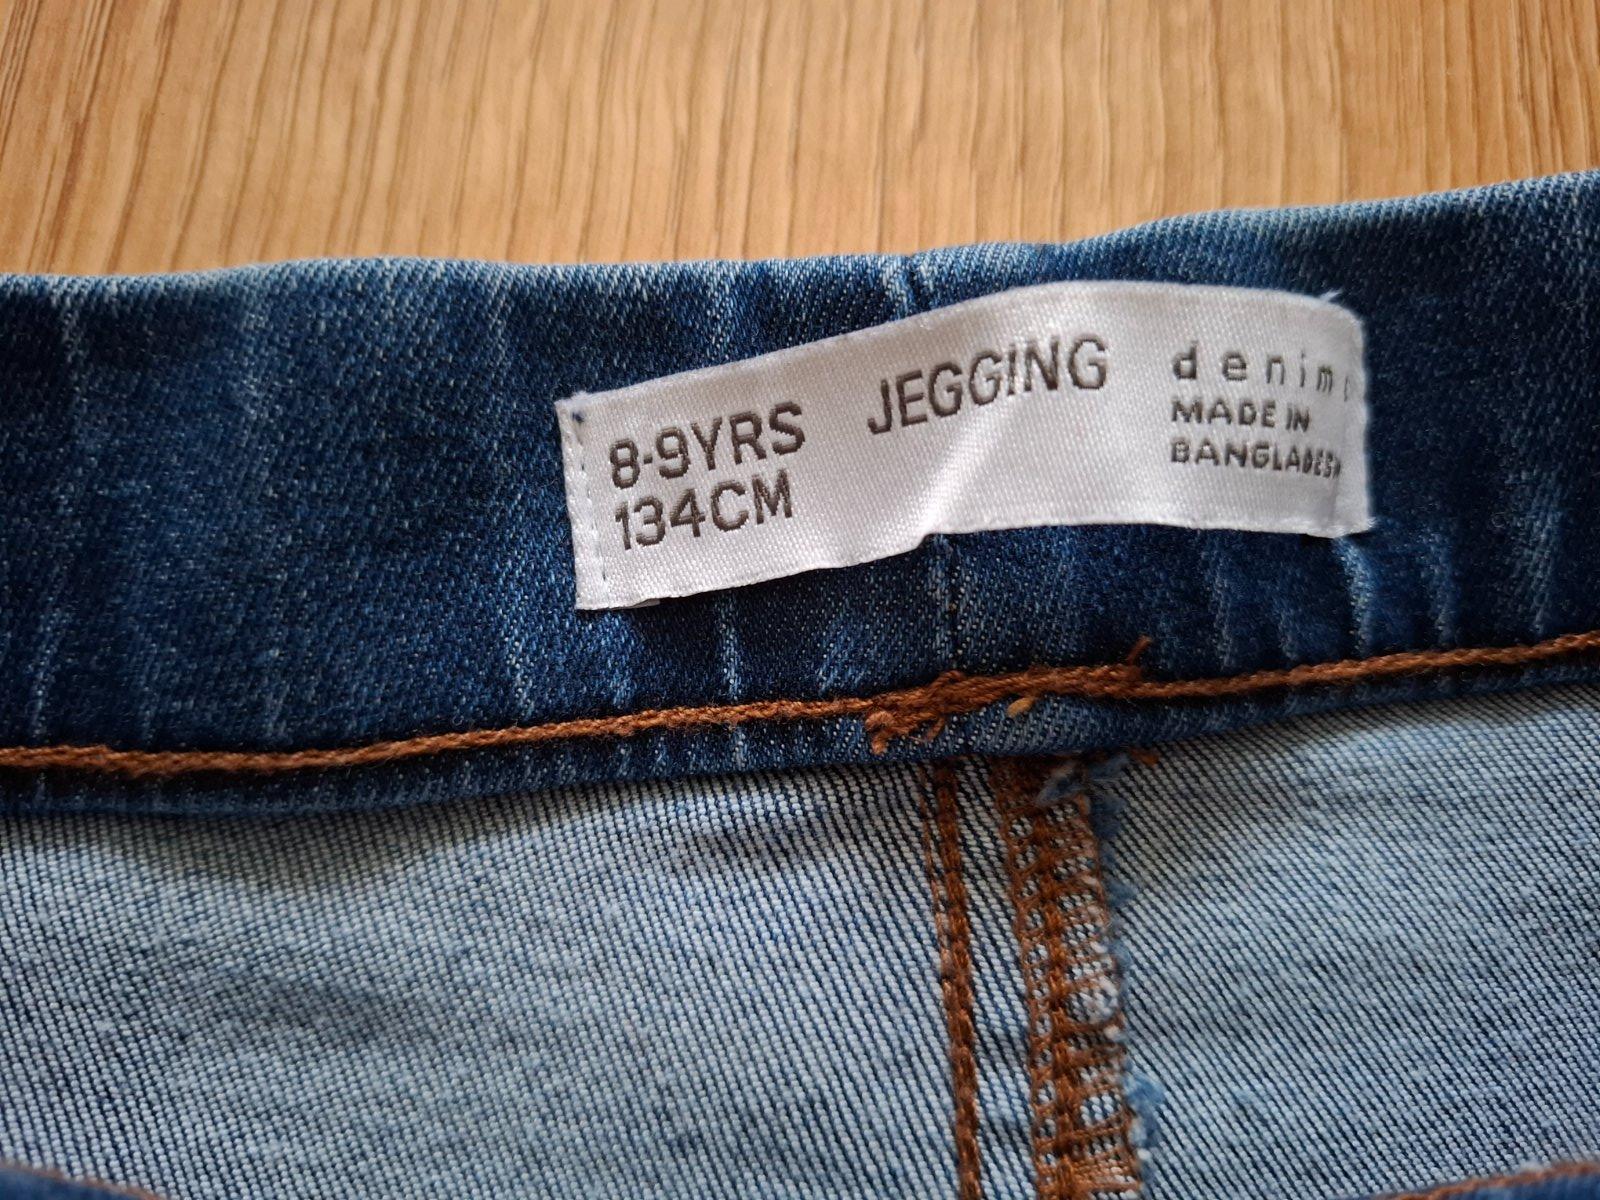 8-9YRS
134CM
JEGGING
denim
MADE IN
BANGLADESH